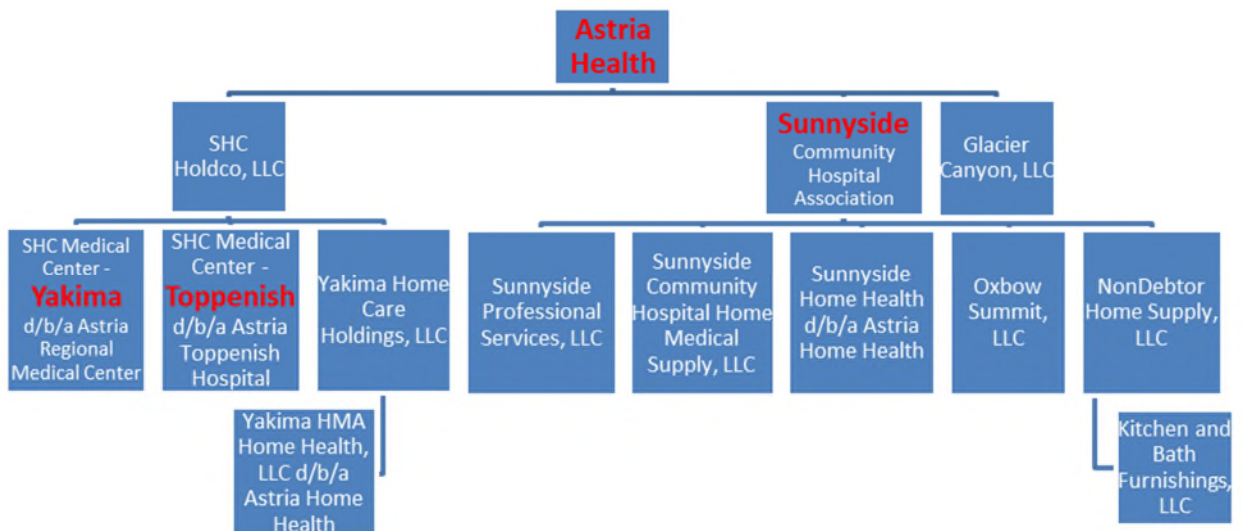 Astria
Health
SHC
Holdco, LLC
Sunnyside
Community
Hospital
Association
Glacier
Canyon, LLC
SHC Medical
Center -
Yakima
d/b/a Astria
Regional
Medical Center
SHC Medical
Center -
Toppenish
d/b/a Astria
Toppenish
Hospital
Yakima Home
Care
Holdings, LLC
Sunnyside
Professional
Services, LLC
Sunnyside
Community
Hospital Home
Medical
Supply, LLC
Sunnyside
Home Health
d/b/a Astria
Home Health
Oxbow
Summit,
LLC
NonDebtor
Home Supply,
LLC
Yakima HMA
Home Health,
LLC d/b/a
Astria Home
Health
Kitchen and
Bath
Furnishings,
LLC